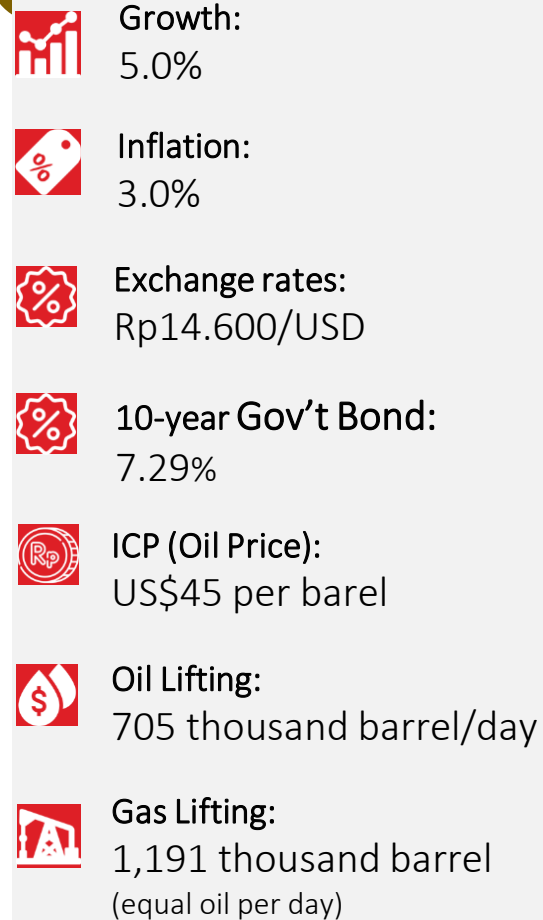 Growth:
5.0%
%
Inflation:
3.0%
%
Exchange rates:
Rp14.600/USD
%
10-year Gov’t Bond:
7.29%
Rp
ICP (Oil Price):
US$45 per barel
$
Oil Lifting:
705 thousand barrel/day
Gas Lifting:
1,191 thousand barrel
(equal oil per day)